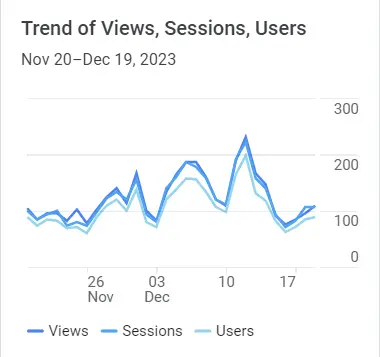 Trend of Views, Sessions, Users
Nov 20–Dec 19, 2023
300
200
100
0
26 03 10 17
Nov Dec
Views Sessions Users